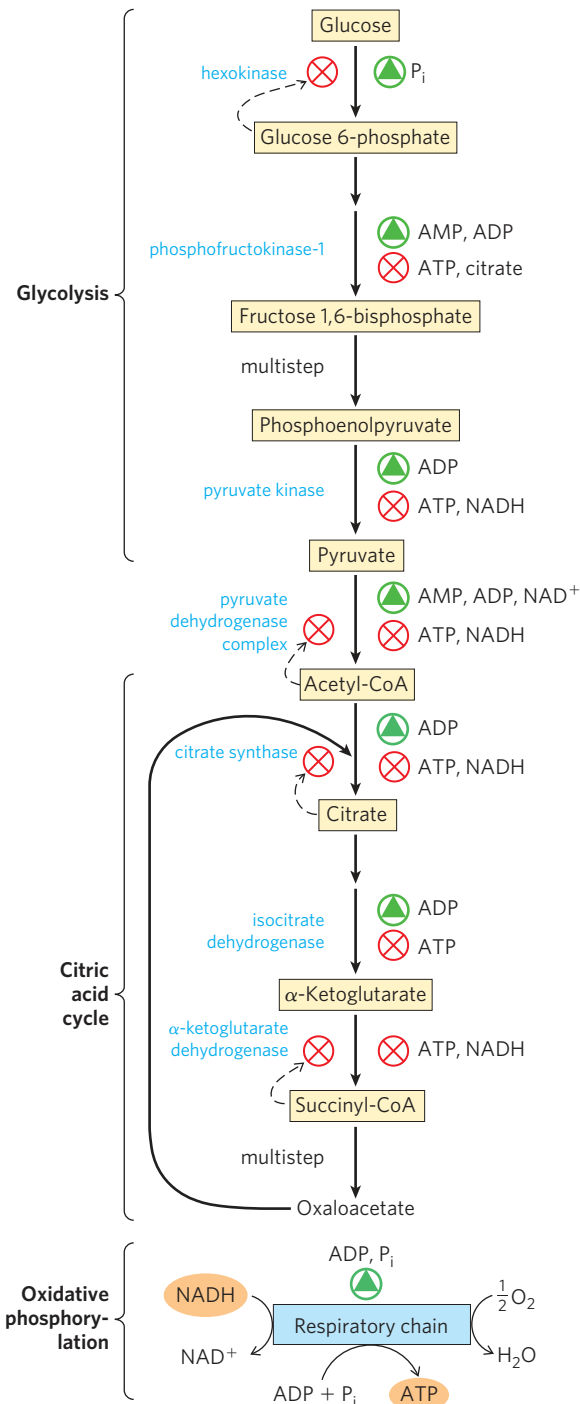 Glucose
hexokinase
Pᵢ
Glucose 6-phosphate
AMP, ADP
phosphofructokinase-1
ATP, citrate
Glycolysis
Fructose 1,6-bisphosphate
multistep
Phosphoenolpyruvate
ADP
pyruvate kinase
ATP, NADH
Pyruvate
AMP, ADP, NAD⁺
pyruvate
dehydrogenase
complex
ATP, NADH
Acetyl-CoA
ADP
citrate synthase
ATP, NADH
Citrate
ADP
isocitrate
dehydrogenase
ATP
Citric
acid
cycle
α-Ketoglutarate
α-ketoglutarate
dehydrogenase
ATP, NADH
Succinyl-CoA
multistep
Oxaloacetate
ADP, Pᵢ
Oxidative
phosphory-
lation
NADH
½O₂
Respiratory chain
NAD⁺
H₂O
ADP + Pᵢ
ATP